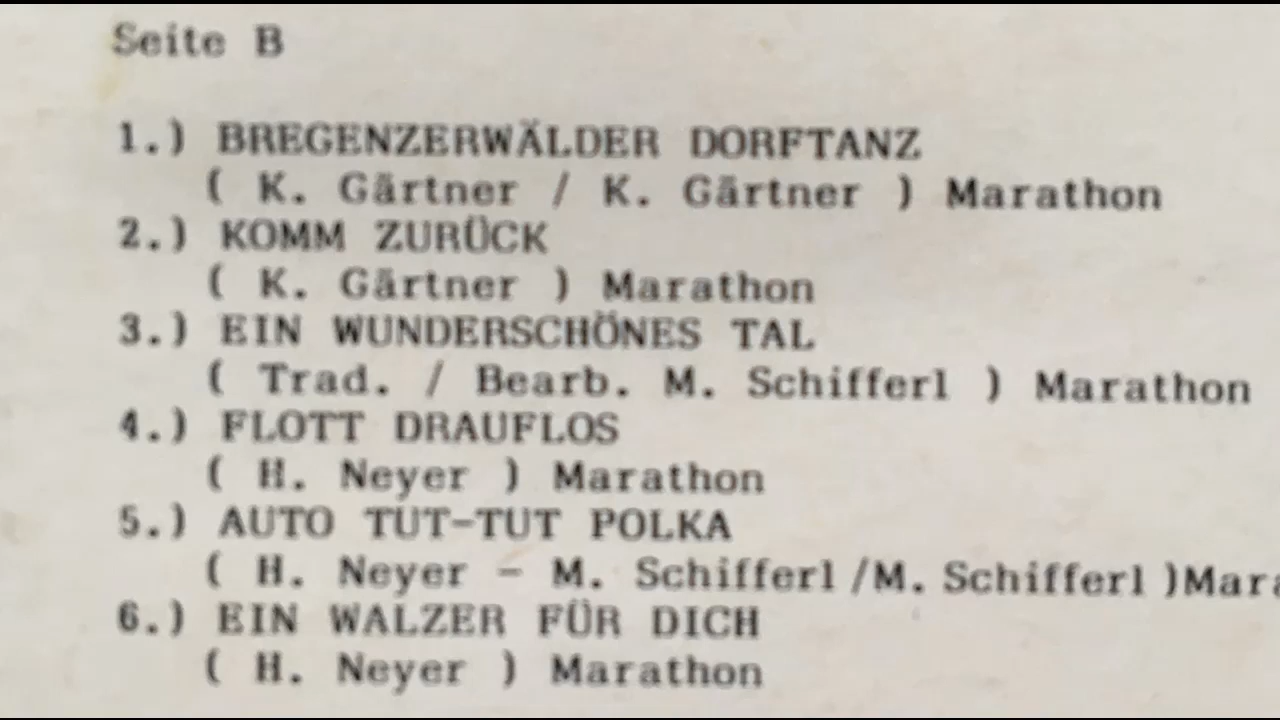 Seite B
1.) BREGENZERWÄLDER DORFTANZ
( K. Gärtner / K. Gärtner ) Marathon
2.) KOMM ZURÜCK
( K. Gärtner ) Marathon
3.) EIN WUNDERSCHÖNES TAL
( Trad. / Bearb. M. Schifferl ) Marathon
4.) FLOTT DRAUFLOS
( H. Neyer ) Marathon
5.) AUTO TUT-TUT POLKA
( H. Neyer - M. Schifferl /M. Schifferl )Mara
6.) EIN WALZER FÜR DICH
( H. Neyer ) Marathon